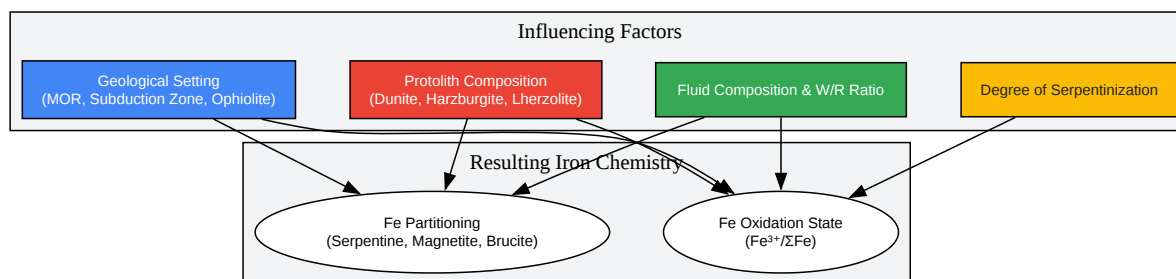 Influencing Factors
Geological Setting
(MOR, Subduction Zone, Ophiolite)
Protolith Composition
(Dunite, Harzburgite, Lherzolite)
Fluid Composition & W/R Ratio
Degree of Serpentinization
Resulting Iron Chemistry
Fe Partitioning
(Serpentine, Magnetite, Brucite)
Fe Oxidation State
(Fe³⁺/ΣFe)